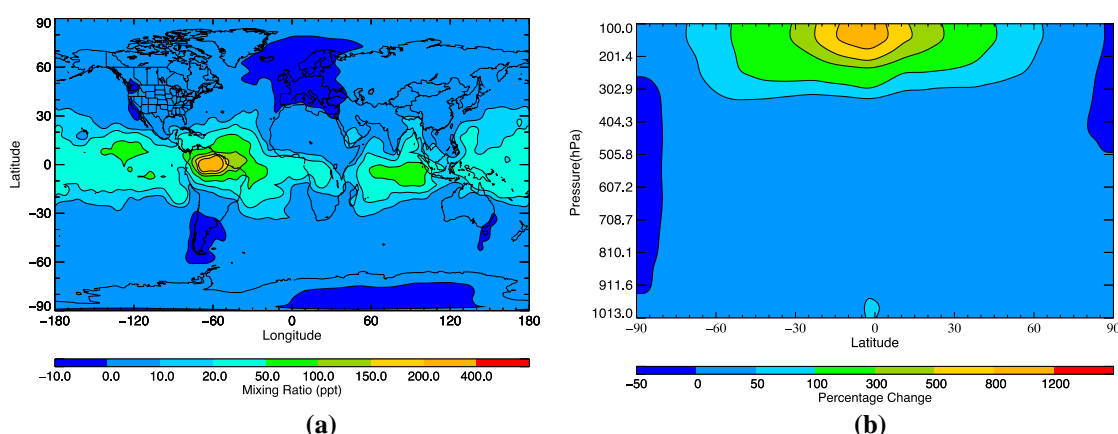 90
60
30
0
−30
−60
−90
Latitude
−180 −120 −60 0 60 120 180
Longitude
−10.0 0.0 10.0 20.0 50.0 100.0 150.0 200.0 400.0
Mixing Ratio (ppt)
(a)
100.0
201.4
302.9
404.3
505.8
607.2
708.7
810.1
911.6
1013.0
Pressure(hPa)
−90 −60 −30 0 30 60 90
Latitude
−50 0 50 100 300 500 800 1200
Percentage Change
(b)